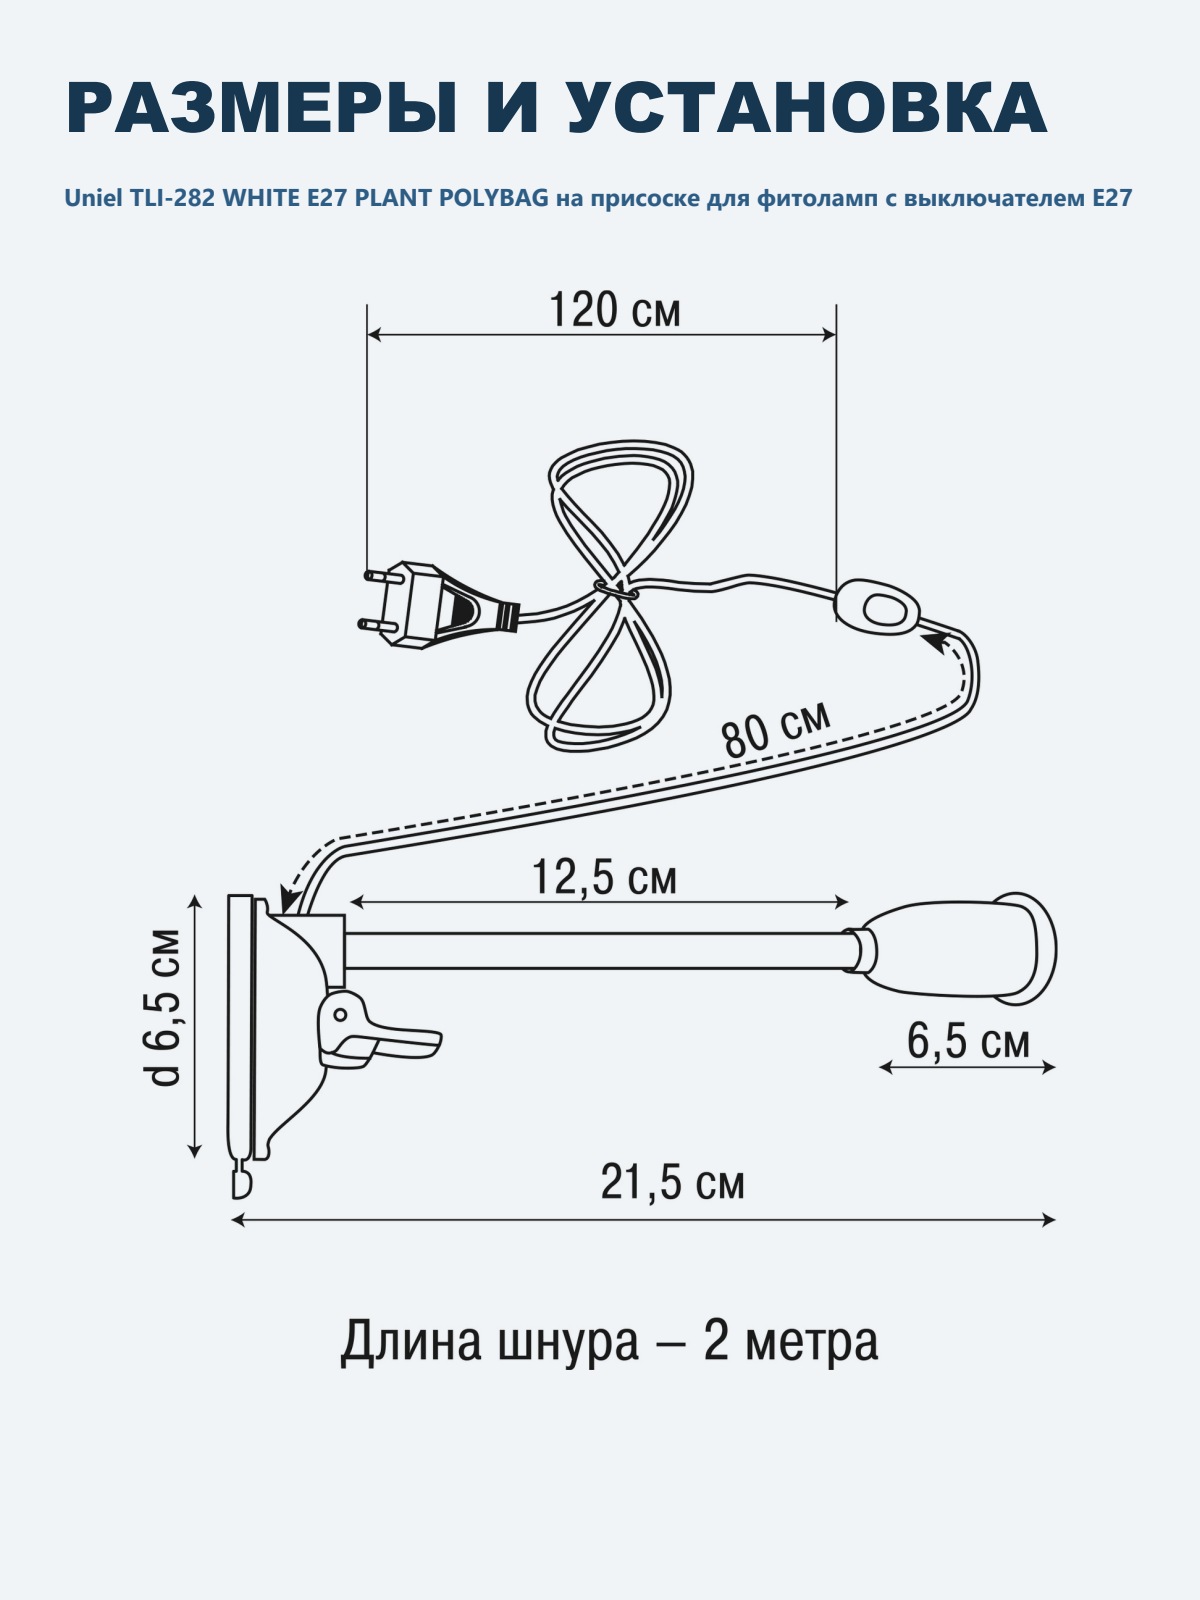 РАЗМЕРЫ И УСТАНОВКА
Uniel TLI-282 WHITE E27 PLANT POLYBAG на присоске для фитоламп с выключателем E27
120 см
80 см
12,5 см
d 6,5 см
6,5 см
21,5 см
Длина шнура – 2 метра